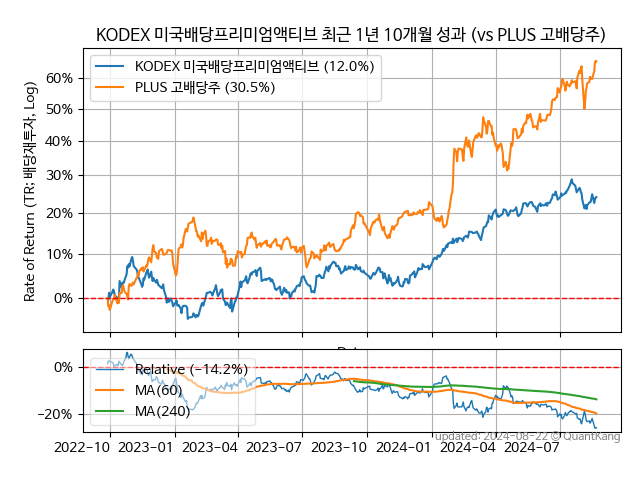 KODEX 미국배당프리미엄액티브 최근 1년 10개월 성과 (vs PLUS 고배당주)
KODEX 미국배당프리미엄액티브 (12.0%)
PLUS 고배당주 (30.5%)
Rate of Return (TR: 배당재투자, Log)
60%
50%
40%
30%
20%
10%
0%
Relative (−14.2%)
MA(60)
MA(240)
0%
−20%
2022-10 2023-01 2023-04 2023-07 2023-10 2024-01 2024-04 2024-07
updated: 2024-08-22 © QuantKang